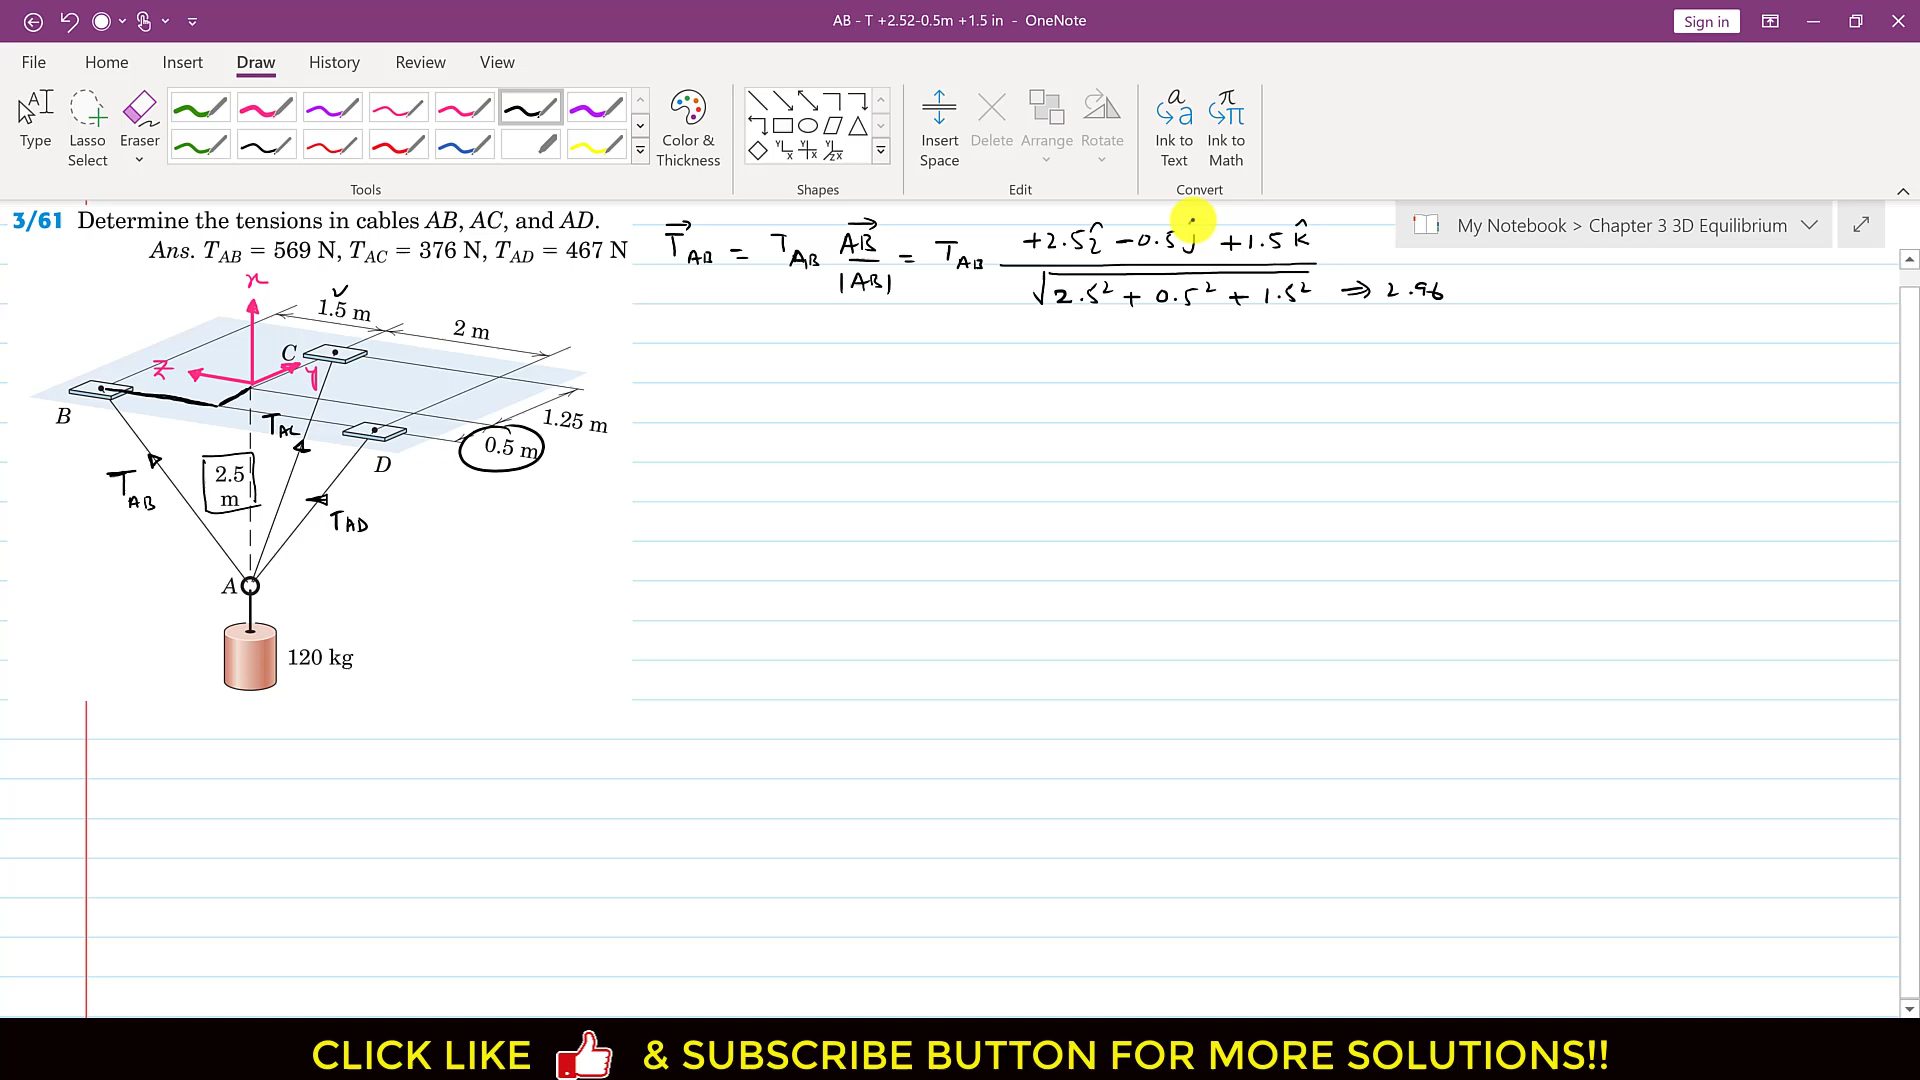 AB - T +2.52-0.5m +1.5 in - OneNote
Sign in
File Home Insert Draw History Review View
Type
Lasso Select
Eraser
Color & Thickness
Insert Space
Delete
Arrange
Rotate
Ink to Text
Ink to Math
Tools
Shapes
Edit
Convert
My Notebook > Chapter 3 3D Equilibrium
3/61 Determine the tensions in cables AB, AC, and AD.
Ans. T_AB = 569 N, T_AC = 376 N, T_AD = 467 N
T_AB = T_AB AB / |AB| = T_AB (+2.5 i - 0.5 j + 1.5 k) / √(2.5² + 0.5² + 1.5²) ⇒ 2.96
x
1.5 m
2 m
C
z
y
B
T_AC
1.25 m
0.5 m
D
2.5 m
T_AB
T_AD
A
120 kg
CLICK LIKE & SUBSCRIBE BUTTON FOR MORE SOLUTIONS!!